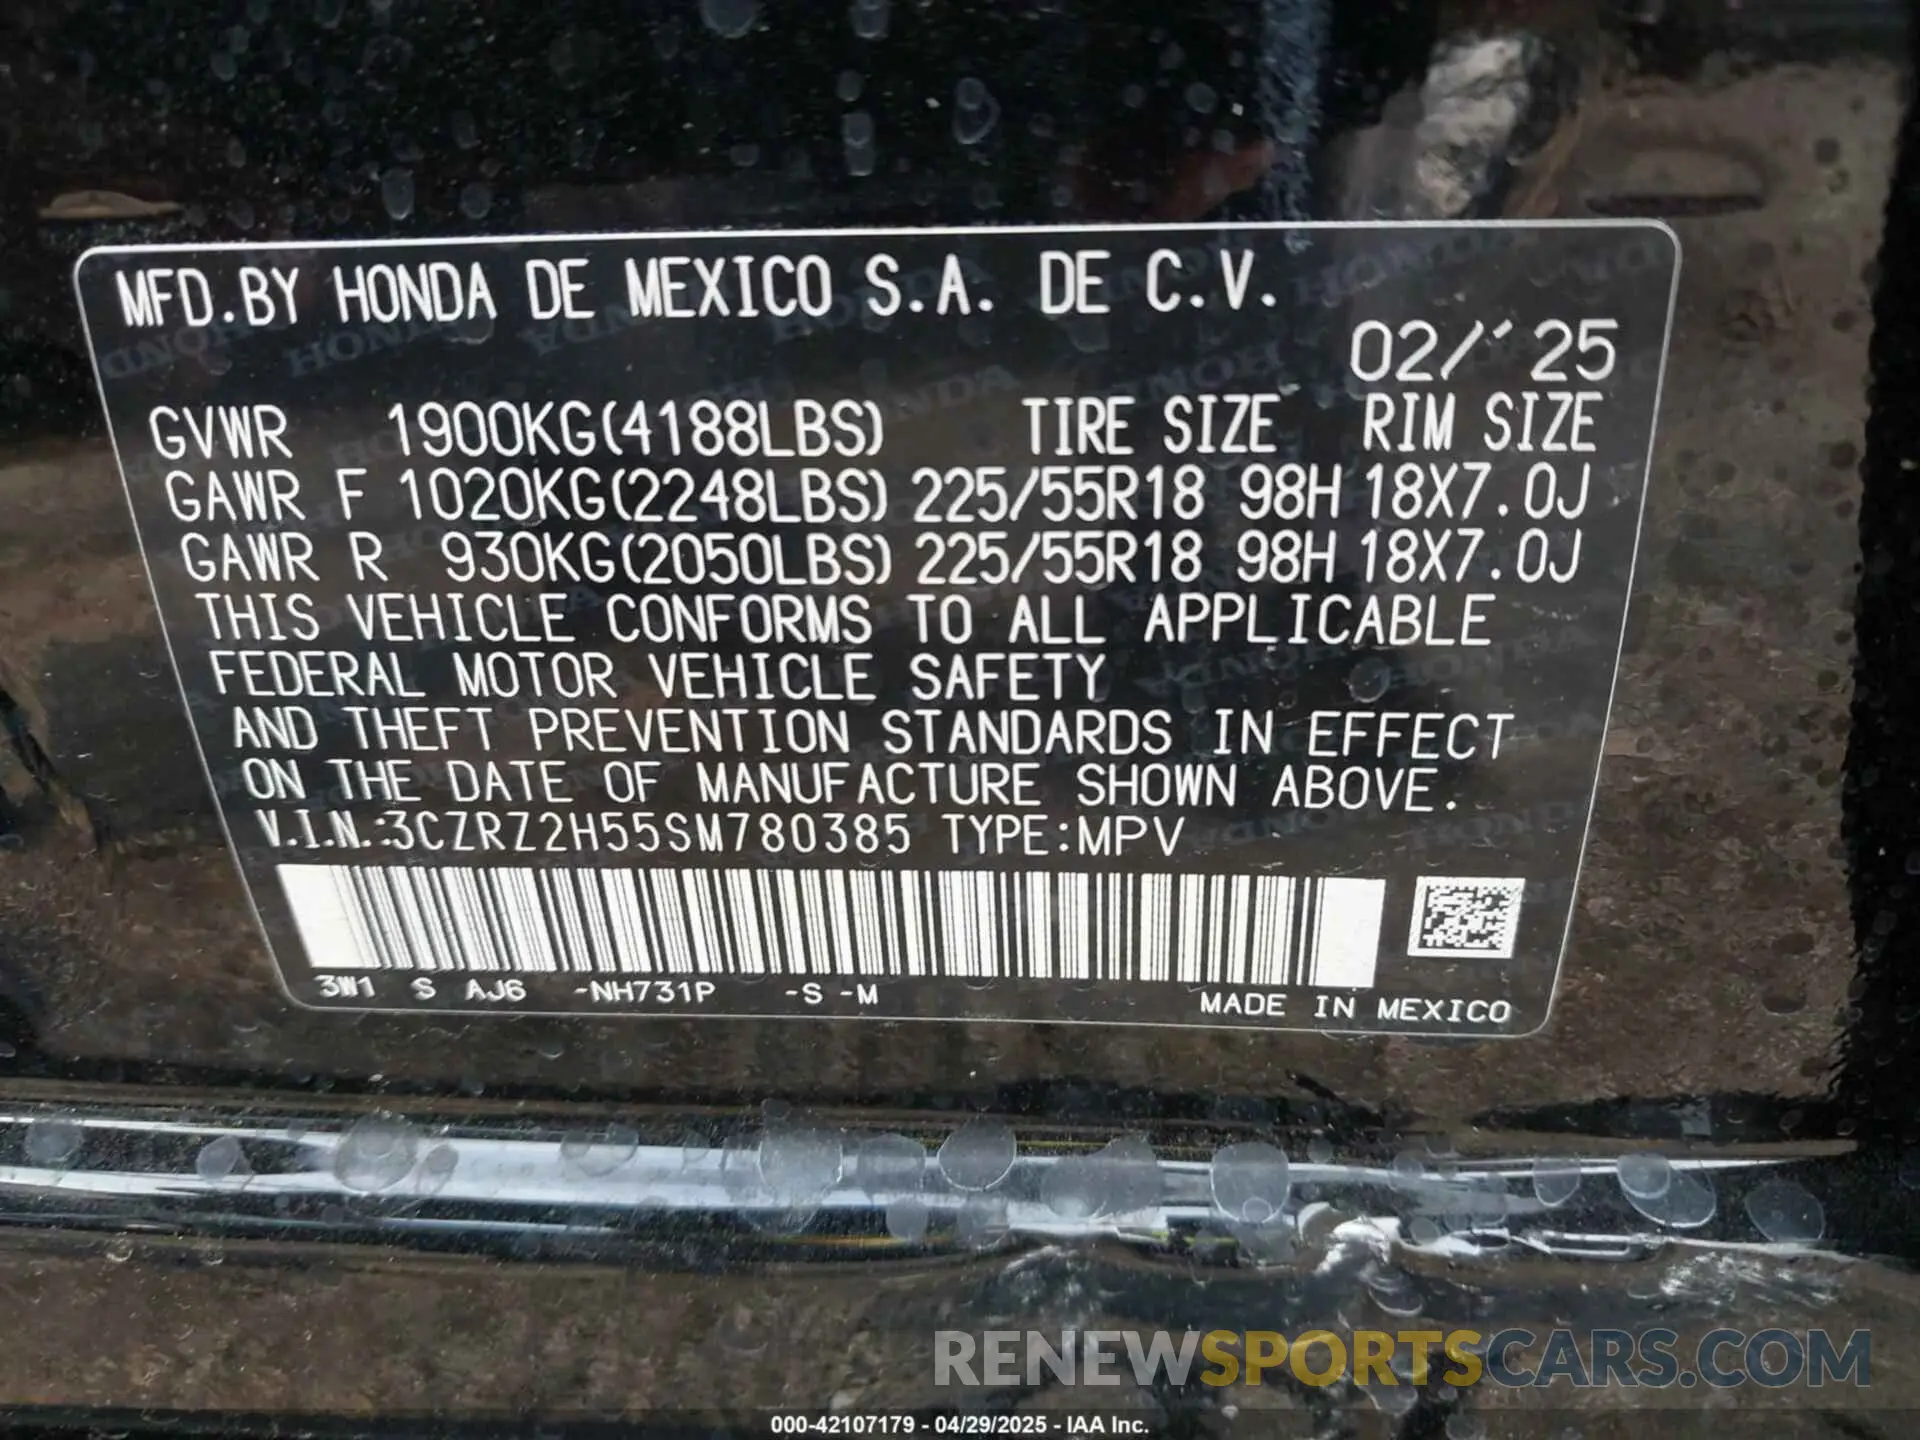 MFD.BY HONDA DE MEXICO S.A. DE C.V.
02/'25
GVWR 1900KG(4188LBS) TIRE SIZE RIM SIZE
GAWR F 1020KG(2248LBS) 225/55R18 98H 18X7.0J
GAWR R 930KG(2050LBS) 225/55R18 98H 18X7.0J
THIS VEHICLE CONFORMS TO ALL APPLICABLE
FEDERAL MOTOR VEHICLE SAFETY
AND THEFT PREVENTION STANDARDS IN EFFECT
ON THE DATE OF MANUFACTURE SHOWN ABOVE.
V.I.N.:3CZRZ2H55SM780385 TYPE:MPV
3W1 S AJ6 -NH731P -S -M
MADE IN MEXICO
RENEWSPORTSCARS.COM
000-42107179 - 04/29/2025 - IAA Inc.